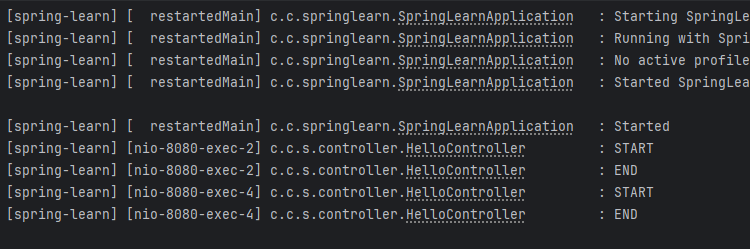 [spring-learn] [  restartedMain] c.c.springlearn.SpringLearnApplication   : Starting SpringLe
[spring-learn] [  restartedMain] c.c.springlearn.SpringLearnApplication   : Running with Spri
[spring-learn] [  restartedMain] c.c.springlearn.SpringLearnApplication   : No active profile
[spring-learn] [  restartedMain] c.c.springlearn.SpringLearnApplication   : Started SpringLea
[spring-learn] [  restartedMain] c.c.springlearn.SpringLearnApplication   : Started
[spring-learn] [nio-8080-exec-2] c.c.s.controller.HelloController         : START
[spring-learn] [nio-8080-exec-2] c.c.s.controller.HelloController         : END
[spring-learn] [nio-8080-exec-4] c.c.s.controller.HelloController         : START
[spring-learn] [nio-8080-exec-4] c.c.s.controller.HelloController         : END